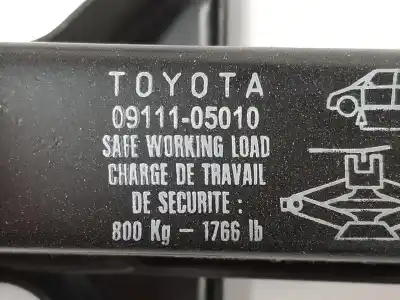 TOYOTA
09111-05010
SAFE WORKING LOAD
CHARGE DE TRAVAIL
DE SECURITE :
800 Kg – 1766 lb